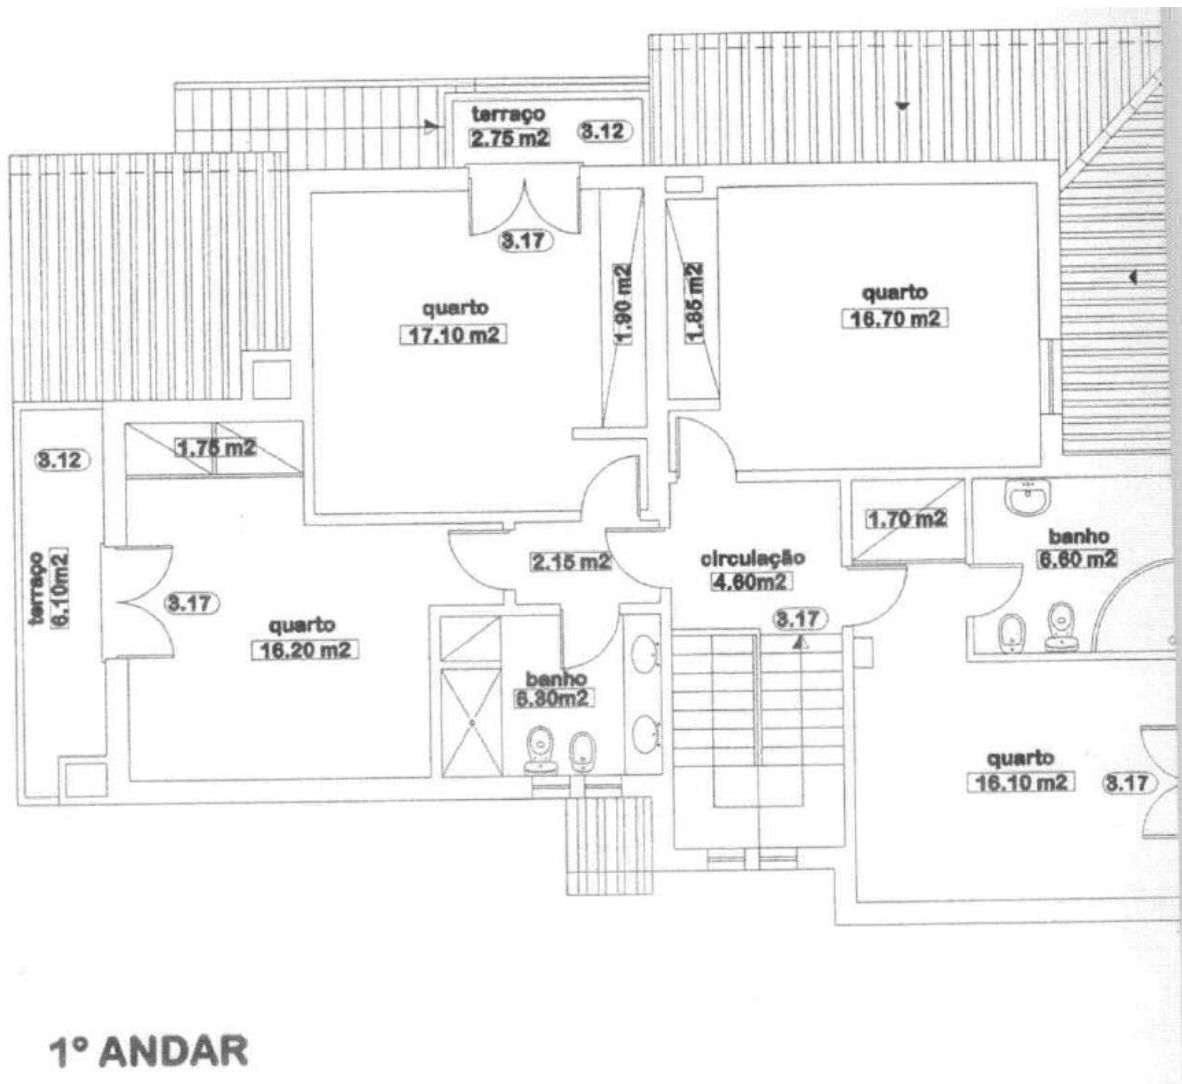 terraço
2.75 m2
3.12
3.17
quarto
17.10 m2
1.90 m2
1.85 m2
quarto
16.70 m2
1.75 m2
3.12
terraço
6.10m2
3.17
quarto
16.20 m2
2.15 m2
circulação
4.60m2
3.17
1.70 m2
banho
6.60 m2
banho
6.30m2
quarto
16.10 m2
3.17
1º ANDAR